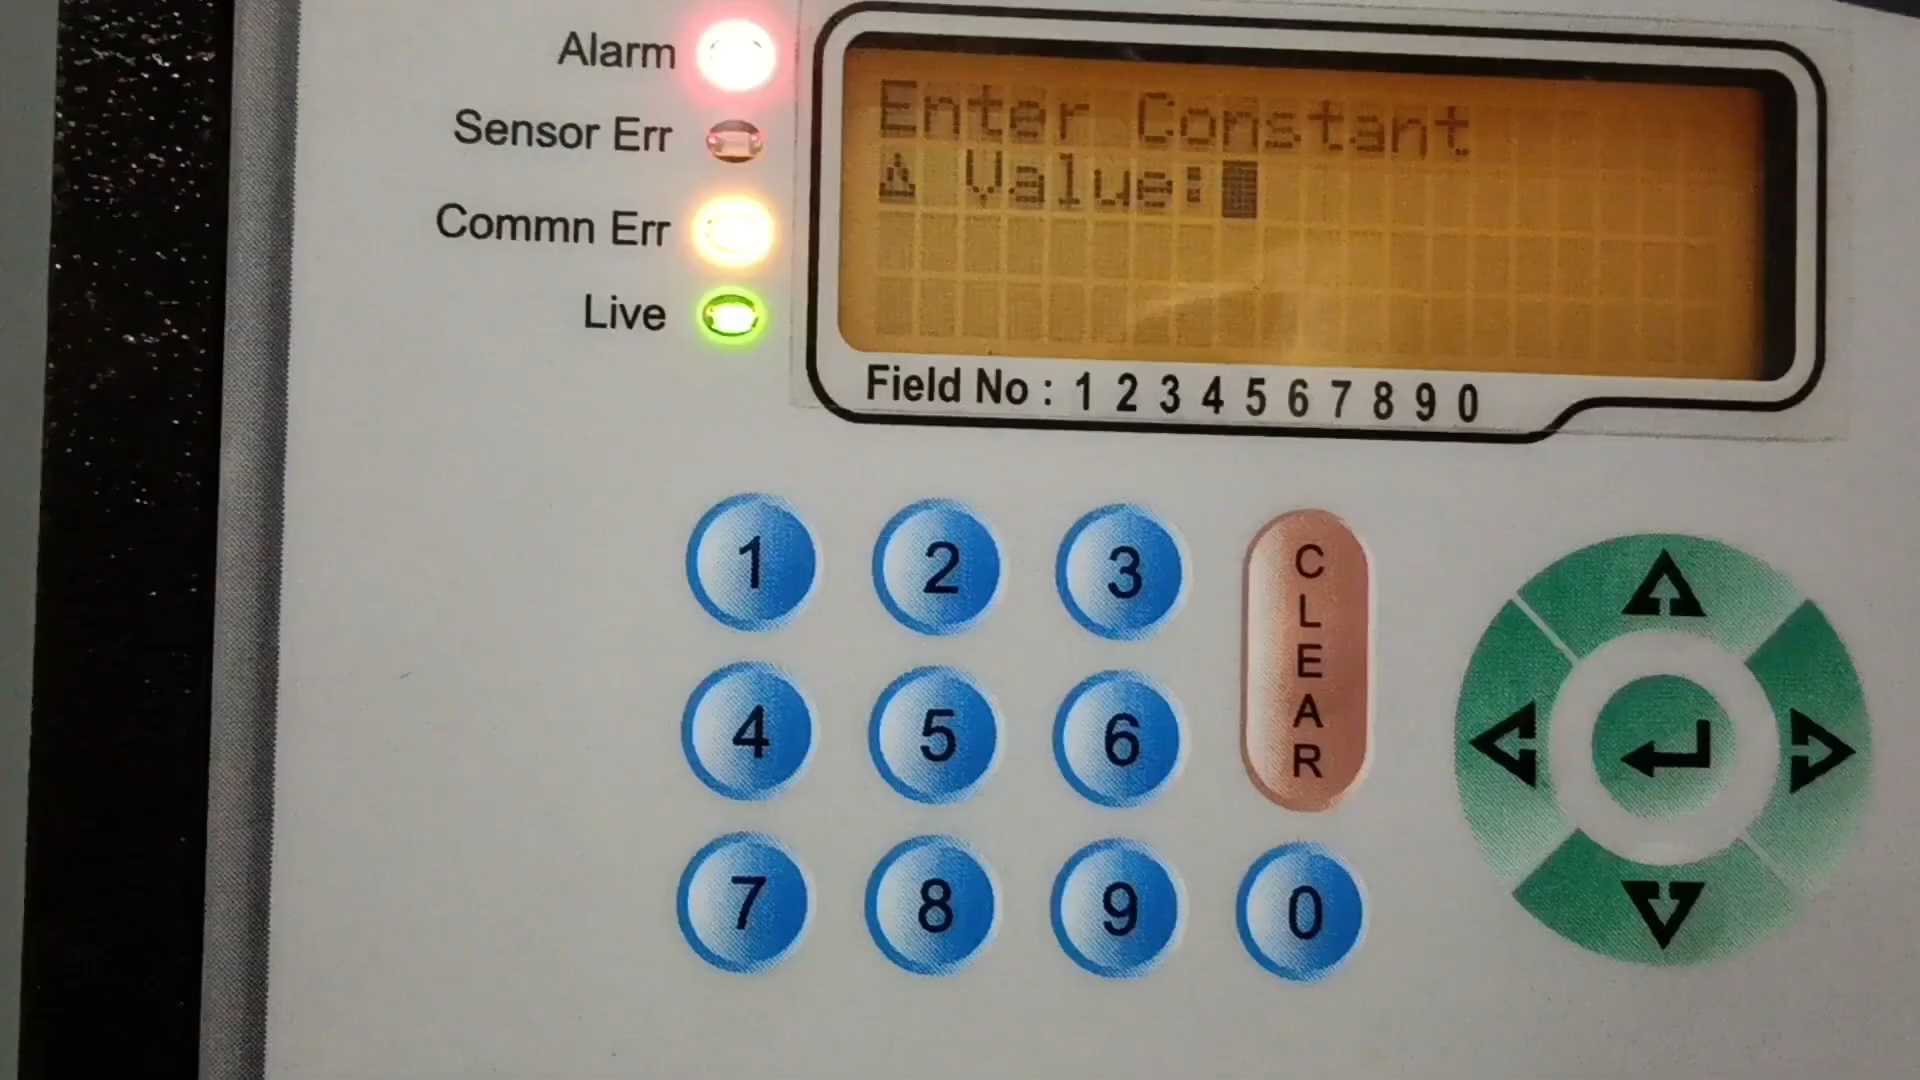 Alarm
Sensor Err
Commn Err
Live
Enter Constant
Δ Value:
Field No : 1 2 3 4 5 6 7 8 9 0
1 2 3
4 5 6
7 8 9 0
CLEAR